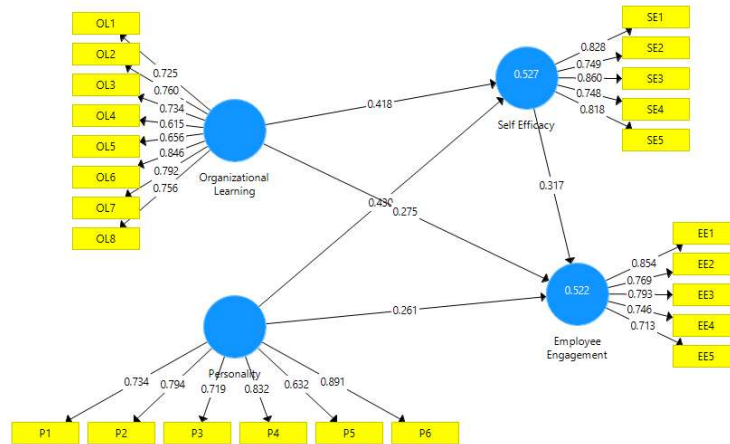 OL1
OL2
OL3
OL4
OL5
OL6
OL7
OL8
0.725
0.760
0.734
0.615
0.656
0.846
0.792
0.756
Organizational
Learning
0.418
0.275
0.527
Self Efficacy
0.828
0.749
0.860
0.748
0.818
SE1
SE2
SE3
SE4
SE5
0.317
0.261
0.522
Employee
Engagement
0.854
0.769
0.793
0.746
0.713
EE1
EE2
EE3
EE4
EE5
Personality
0.734
0.794
0.719
0.832
0.632
0.891
P1
P2
P3
P4
P5
P6